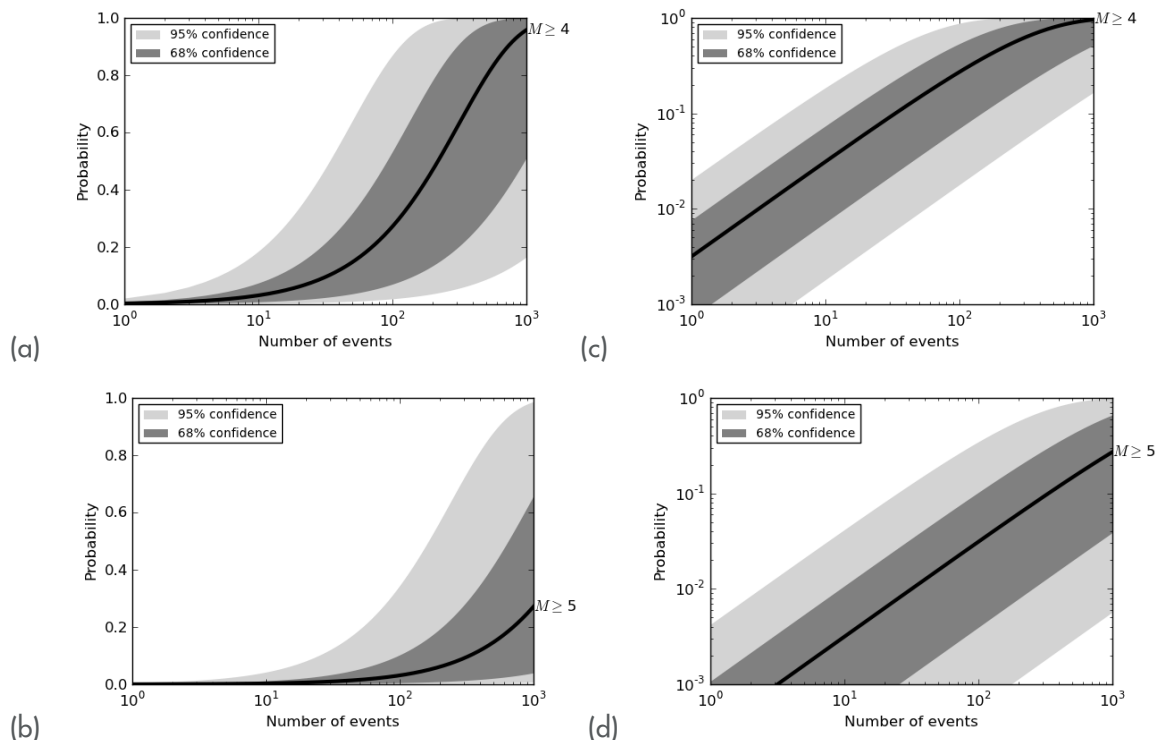 1.0
0.8
0.6
0.4
0.2
0.0
Probability
95% confidence
68% confidence
M ≥ 4
10^0
10^1
10^2
10^3
Number of events
(a)
10^0
10^-1
10^-2
10^-3
Probability
95% confidence
68% confidence
M ≥ 4
10^0
10^1
10^2
10^3
Number of events
(c)
1.0
0.8
0.6
0.4
0.2
0.0
Probability
95% confidence
68% confidence
M ≥ 5
10^0
10^1
10^2
10^3
Number of events
(b)
10^0
10^-1
10^-2
10^-3
Probability
95% confidence
68% confidence
M ≥ 5
10^0
10^1
10^2
10^3
Number of events
(d)